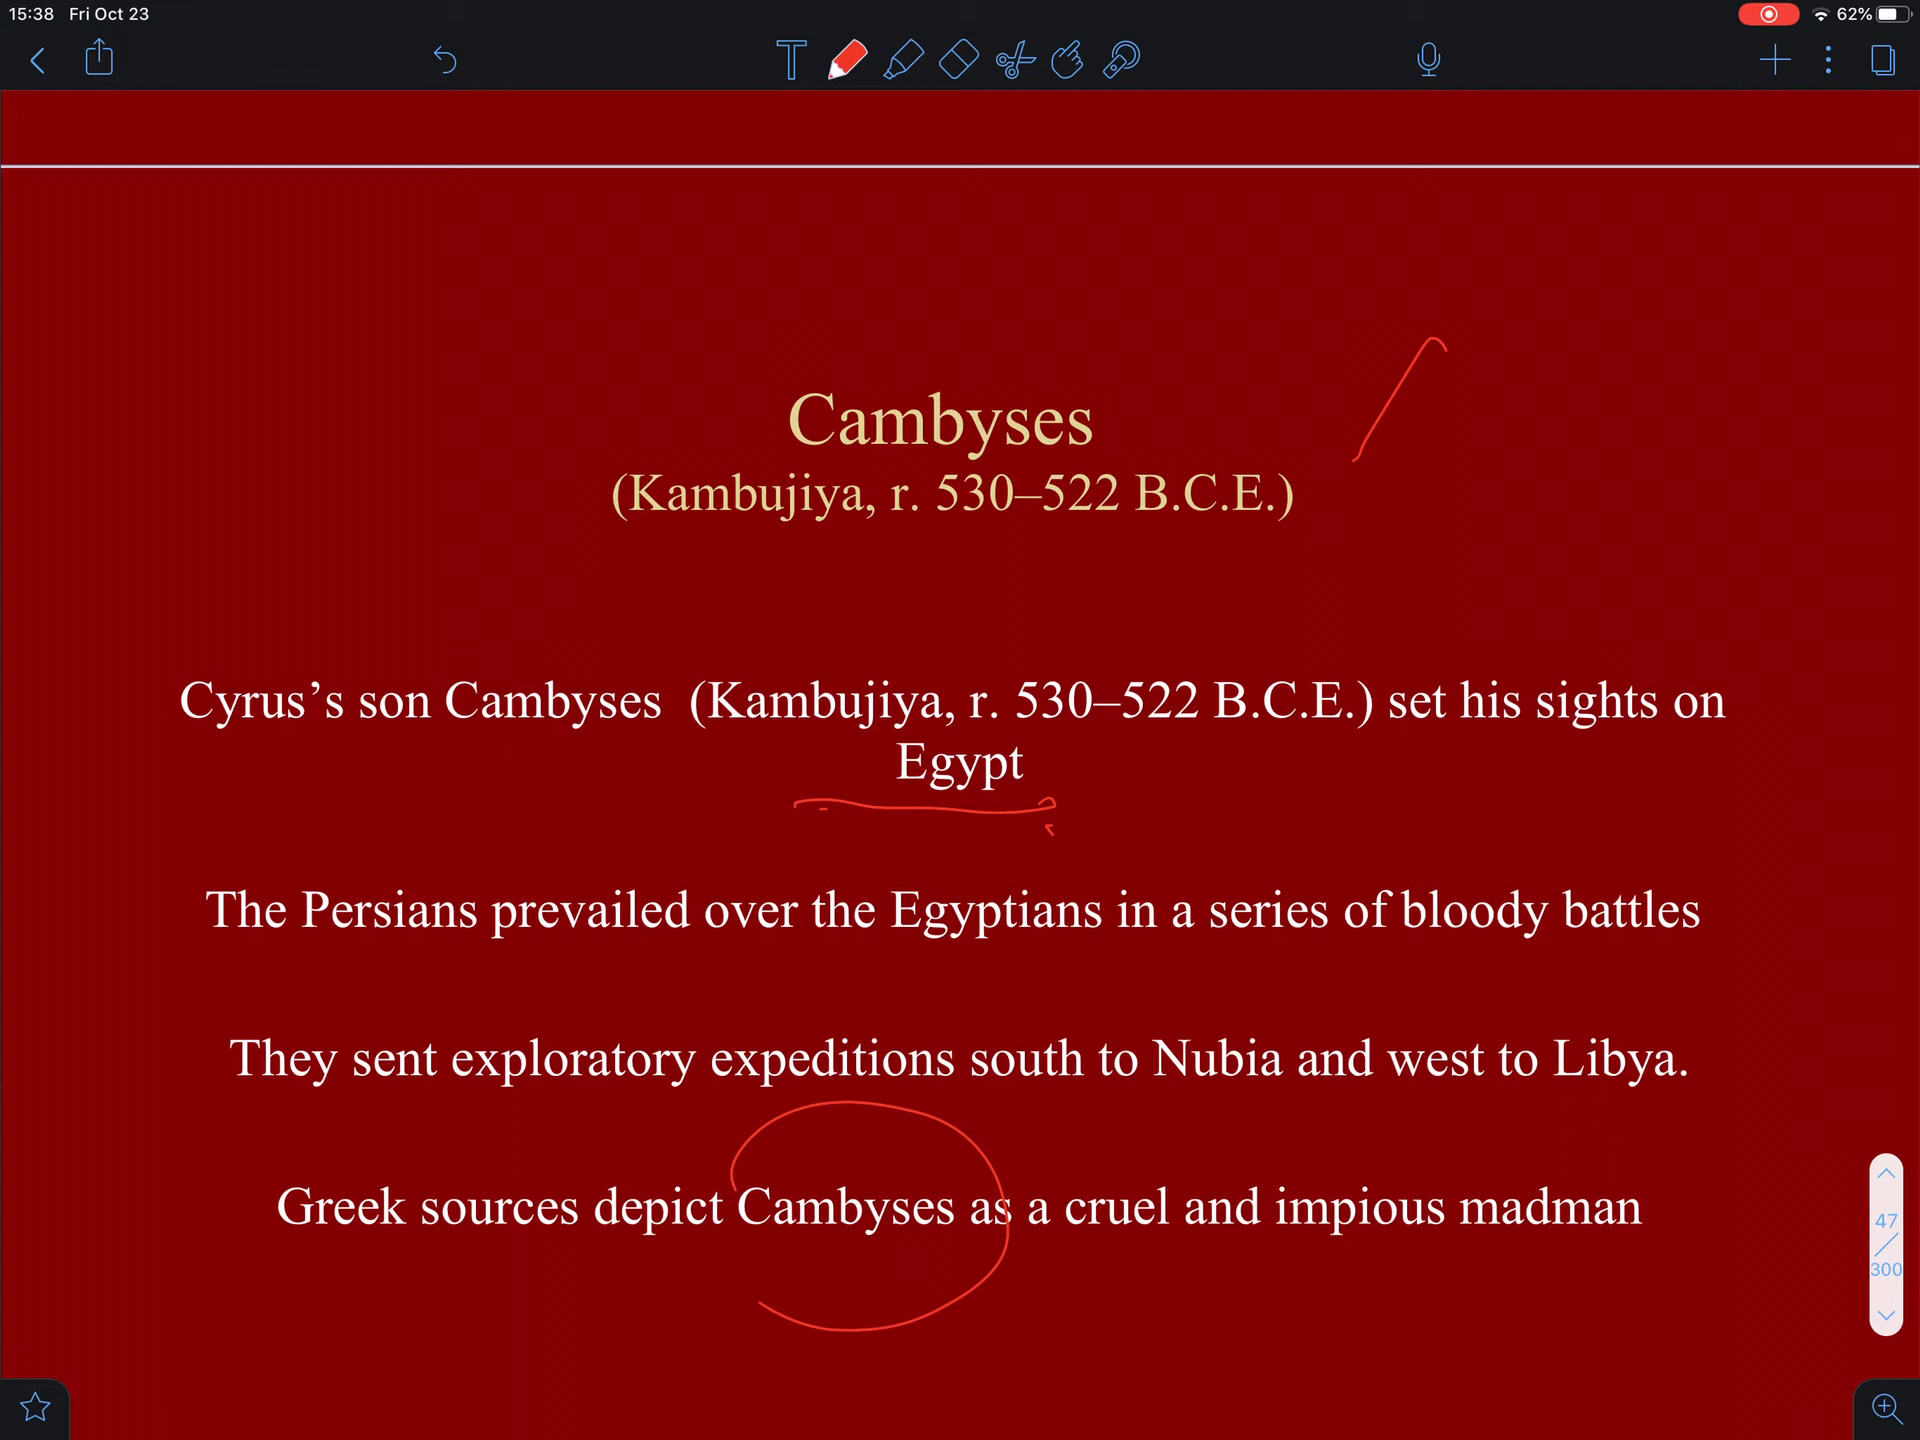 15:38 Fri Oct 23
62%
T
Cambyses
(Kambujiya, r. 530–522 B.C.E.)
Cyrus’s son Cambyses (Kambujiya, r. 530–522 B.C.E.) set his sights on
Egypt
The Persians prevailed over the Egyptians in a series of bloody battles
They sent exploratory expeditions south to Nubia and west to Libya.
Greek sources depict Cambyses as a cruel and impious madman
47
/
300